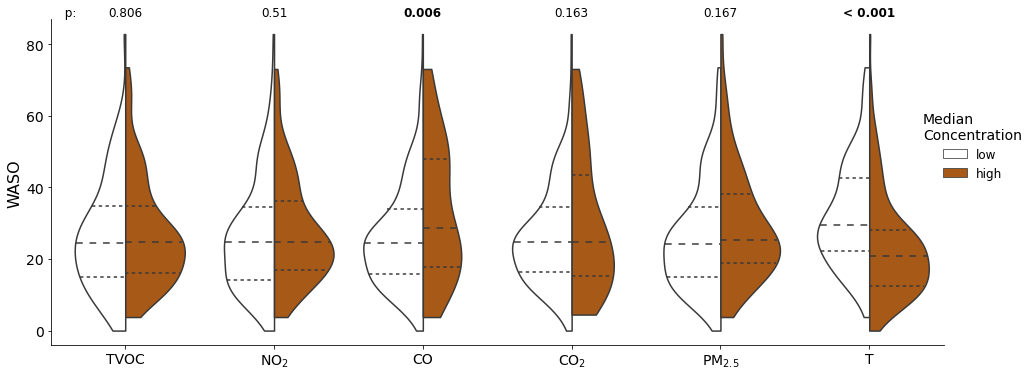 p: 0.806 0.51 0.006 0.163 0.167 < 0.001
80
60
40
20
0
WASO
Median
Concentration
low
high
TVOC NO₂ CO CO₂ PM₂.₅ T